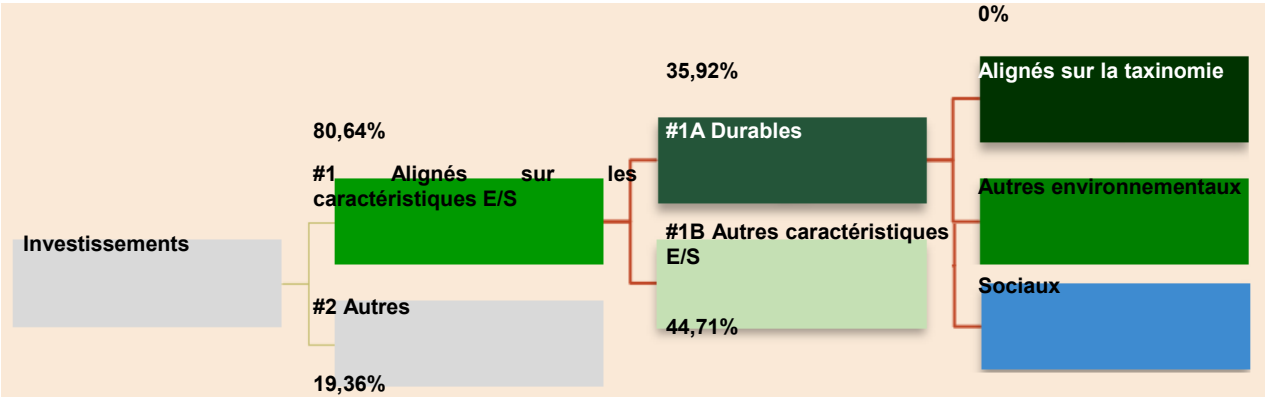 Investissements
80,64%
#1 Alignés sur les
caractéristiques E/S
#2 Autres
19,36%
35,92%
#1A Durables
#1B Autres caractéristiques
E/S
44,71%
0%
Alignés sur la taxinomie
Autres environnementaux
Sociaux